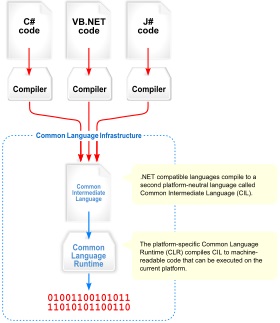 C# code
VB.NET code
J# code
Compiler
Compiler
Compiler
Common Language Infrastructure
Common
Intermediate
Language
.NET compatible languages compile to a
second platform-neutral language called
Common Intermediate Language (CIL).
Common
Language
Runtime
The platform-specific Common Language
Runtime (CLR) compiles CIL to machine-
readable code that can be executed on the
current platform.
01001100101011
11010101100110